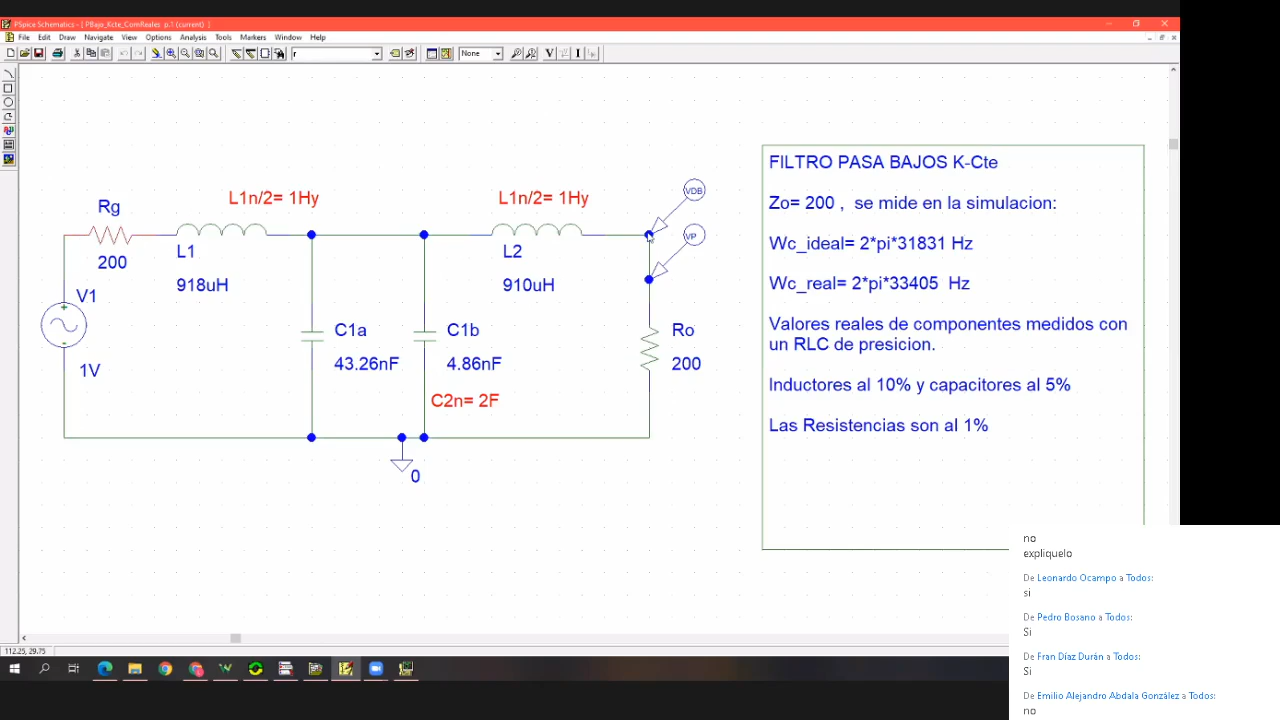 PSpice Schematics - [ PBaja_Kcte_ComReales p.1 (current) ]
File Edit Draw Navigate View Options Analysis Tools Markers Window Help
r
None
V
I
L1n/2= 1Hy
L1n/2= 1Hy
VDB
Rg
VP
200
L1
L2
918uH
910uH
V1
1V
C1a
C1b
Ro
43.26nF
4.86nF
200
C2n= 2F
0
FILTRO PASA BAJOS K-Cte
Zo= 200 , se mide en la simulacion:
Wc_ideal= 2*pi*31831 Hz
Wc_real= 2*pi*33405 Hz
Valores reales de componentes medidos con
un RLC de presicion.
Inductores al 10% y capacitores al 5%
Las Resistencias son al 1%
112.25, 29.75
no
expliquelo
De Leonardo Ocampo a Todos:
si
De Pedro Bosano a Todos:
Si
De Fran Díaz Durán a Todos:
Si
De Emilio Alejandro Abdala González a Todos:
no